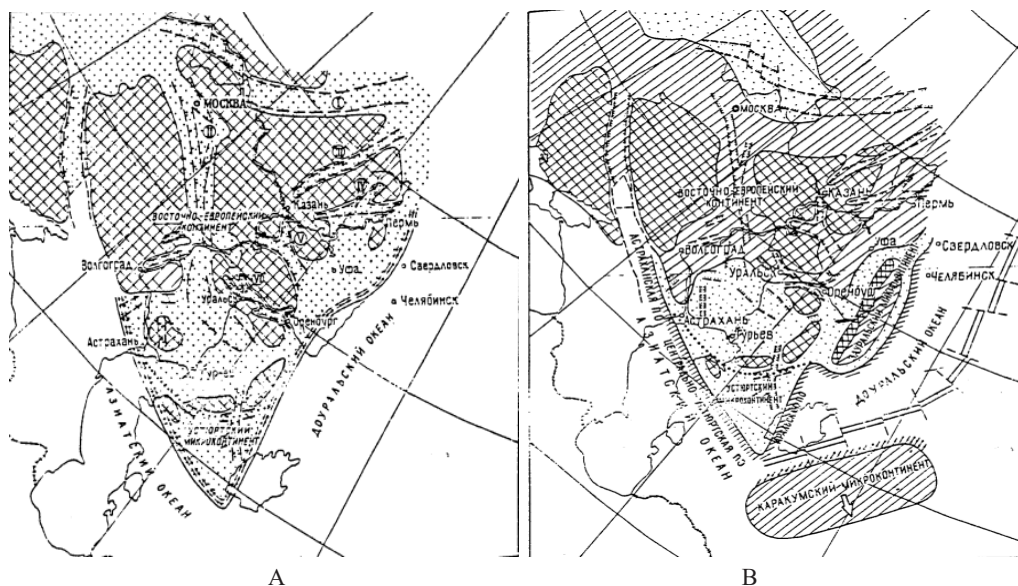 МОСКВА
I
II
III
IV
Казань
ВОСТОЧНО-ЕВРОПЕЙСКИЙ
КОНТИНЕНТ
V
Пермь
Волгоград
VI
Уфа
Свердловск
Уральск
Челябинск
Оренбург
Астрахань
УСТЮРТСКИЙ
МИКРОКОНТИНЕНТ
ДОУРАЛЬСКИЙ ОКЕАН
АЗИАТСКИЙ ОКЕАН
А
МОСКВА
КАЗАНЬ
ВОСТОЧНО-ЕВРОПЕЙСКИЙ
КОНТИНЕНТ
Пермь
ВОЛГОГРАД
Уфа
Свердловск
ЧЕЛЯБИНСК
УРАЛЬСК
Оренбург
АСТРАХАНЬ
Гурьев
УСТЮРТСКИЙ
МИКРОКОНТИНЕНТ
ДОУРАЛЬСКИЙ ОКЕАН
АЗИАТСКИЙ ОКЕАН
КАРАКУМСКИЙ МИКРОКОНТИНЕНТ
В